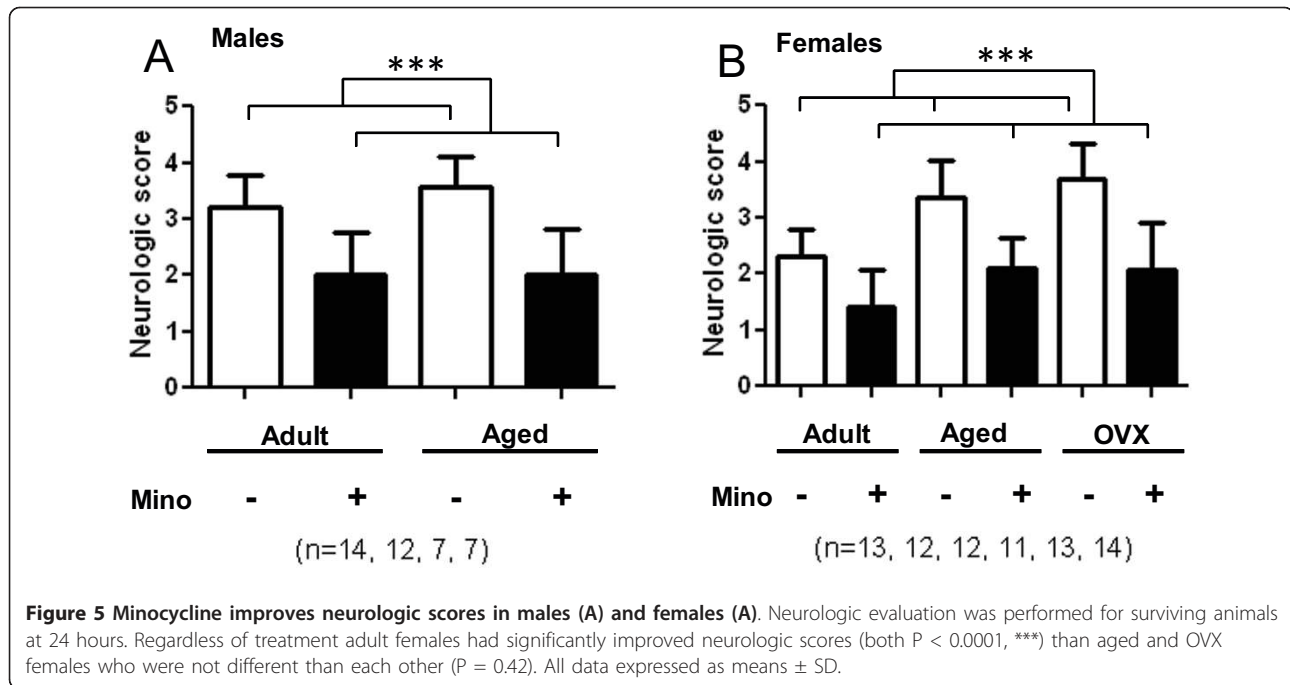 A Males
***
Neurologic score
5
4
3
2
1
0
Adult Aged
Mino - + - +
(n=14, 12, 7, 7)
B Females
***
Neurologic score
5
4
3
2
1
0
Adult Aged OVX
Mino - + - + - +
(n=13, 12, 12, 11, 13, 14)
Figure 5 Minocycline improves neurologic scores in males (A) and females (A). Neurologic evaluation was performed for surviving animals
at 24 hours. Regardless of treatment adult females had significantly improved neurologic scores (both P < 0.0001, ***) than aged and OVX
females who were not different than each other (P = 0.42). All data expressed as means ± SD.